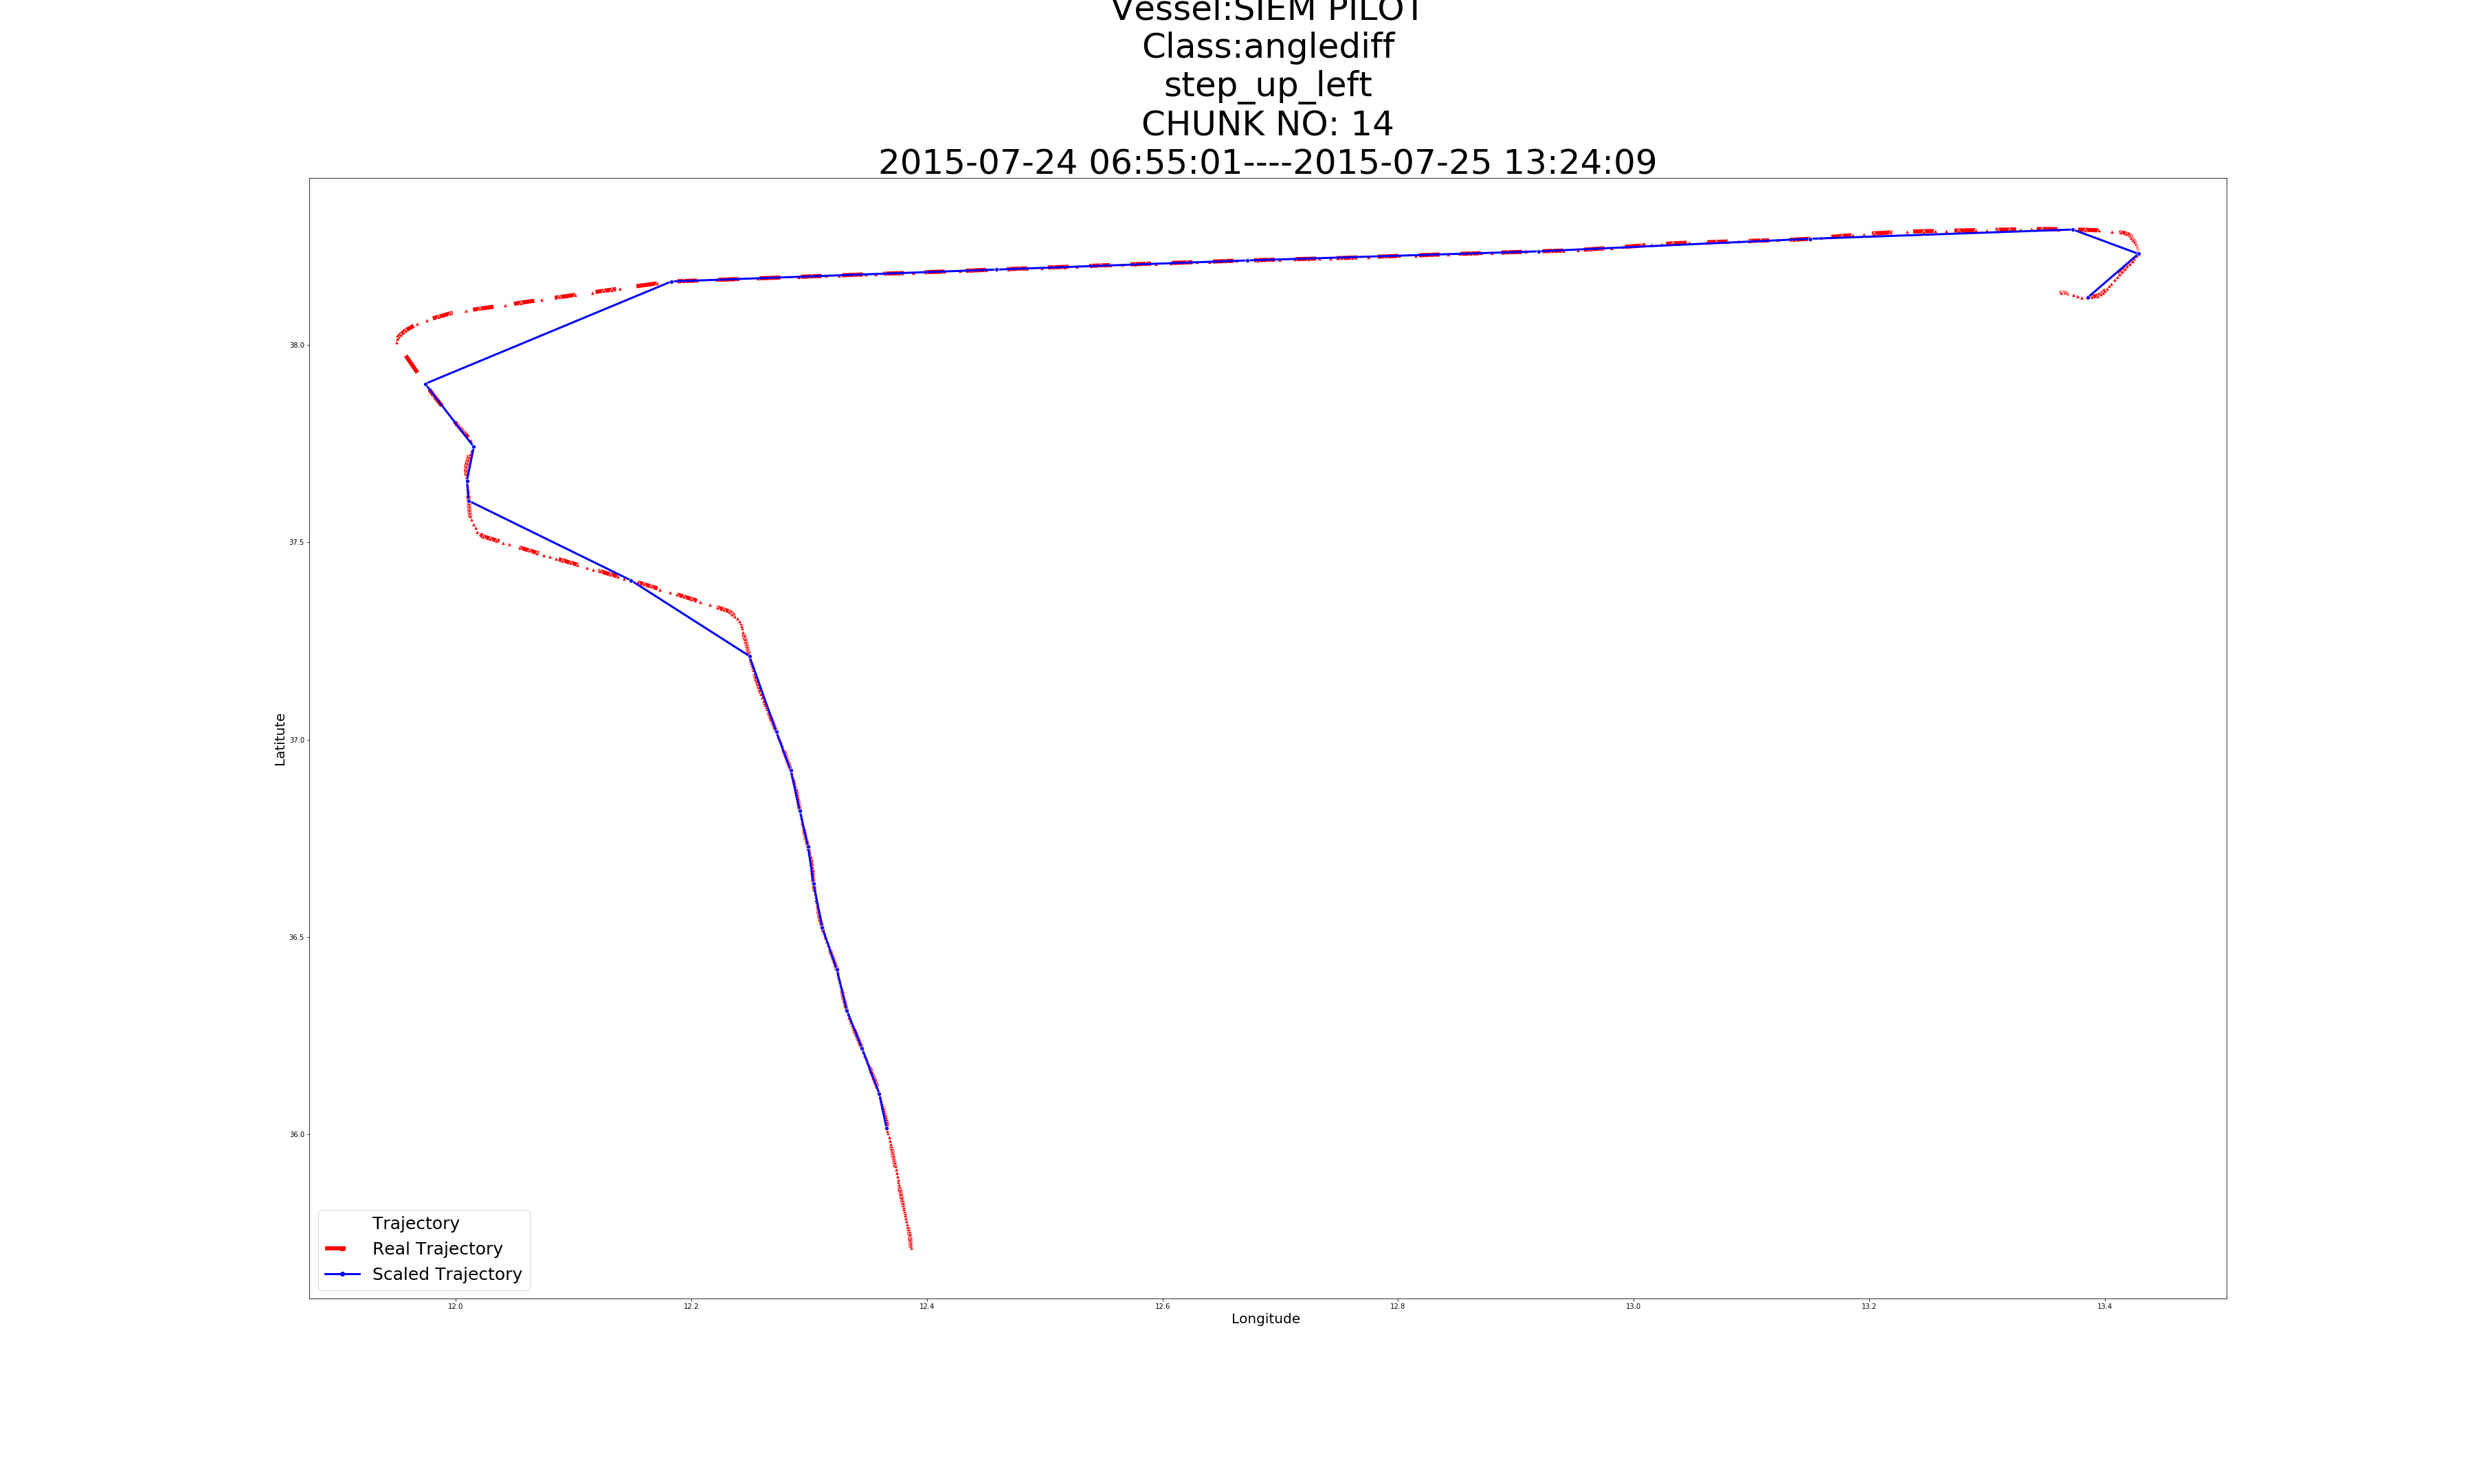 Vessel:SIEM PILOT
Class:anglediff
step_up_left
CHUNK NO: 14
2015-07-24 06:55:01----2015-07-25 13:24:09
Latitute
38.0
37.5
37.0
36.5
36.0
Trajectory
Real Trajectory
Scaled Trajectory
12.0 12.2 12.4 12.6 12.8 13.0 13.2 13.4
Longitude